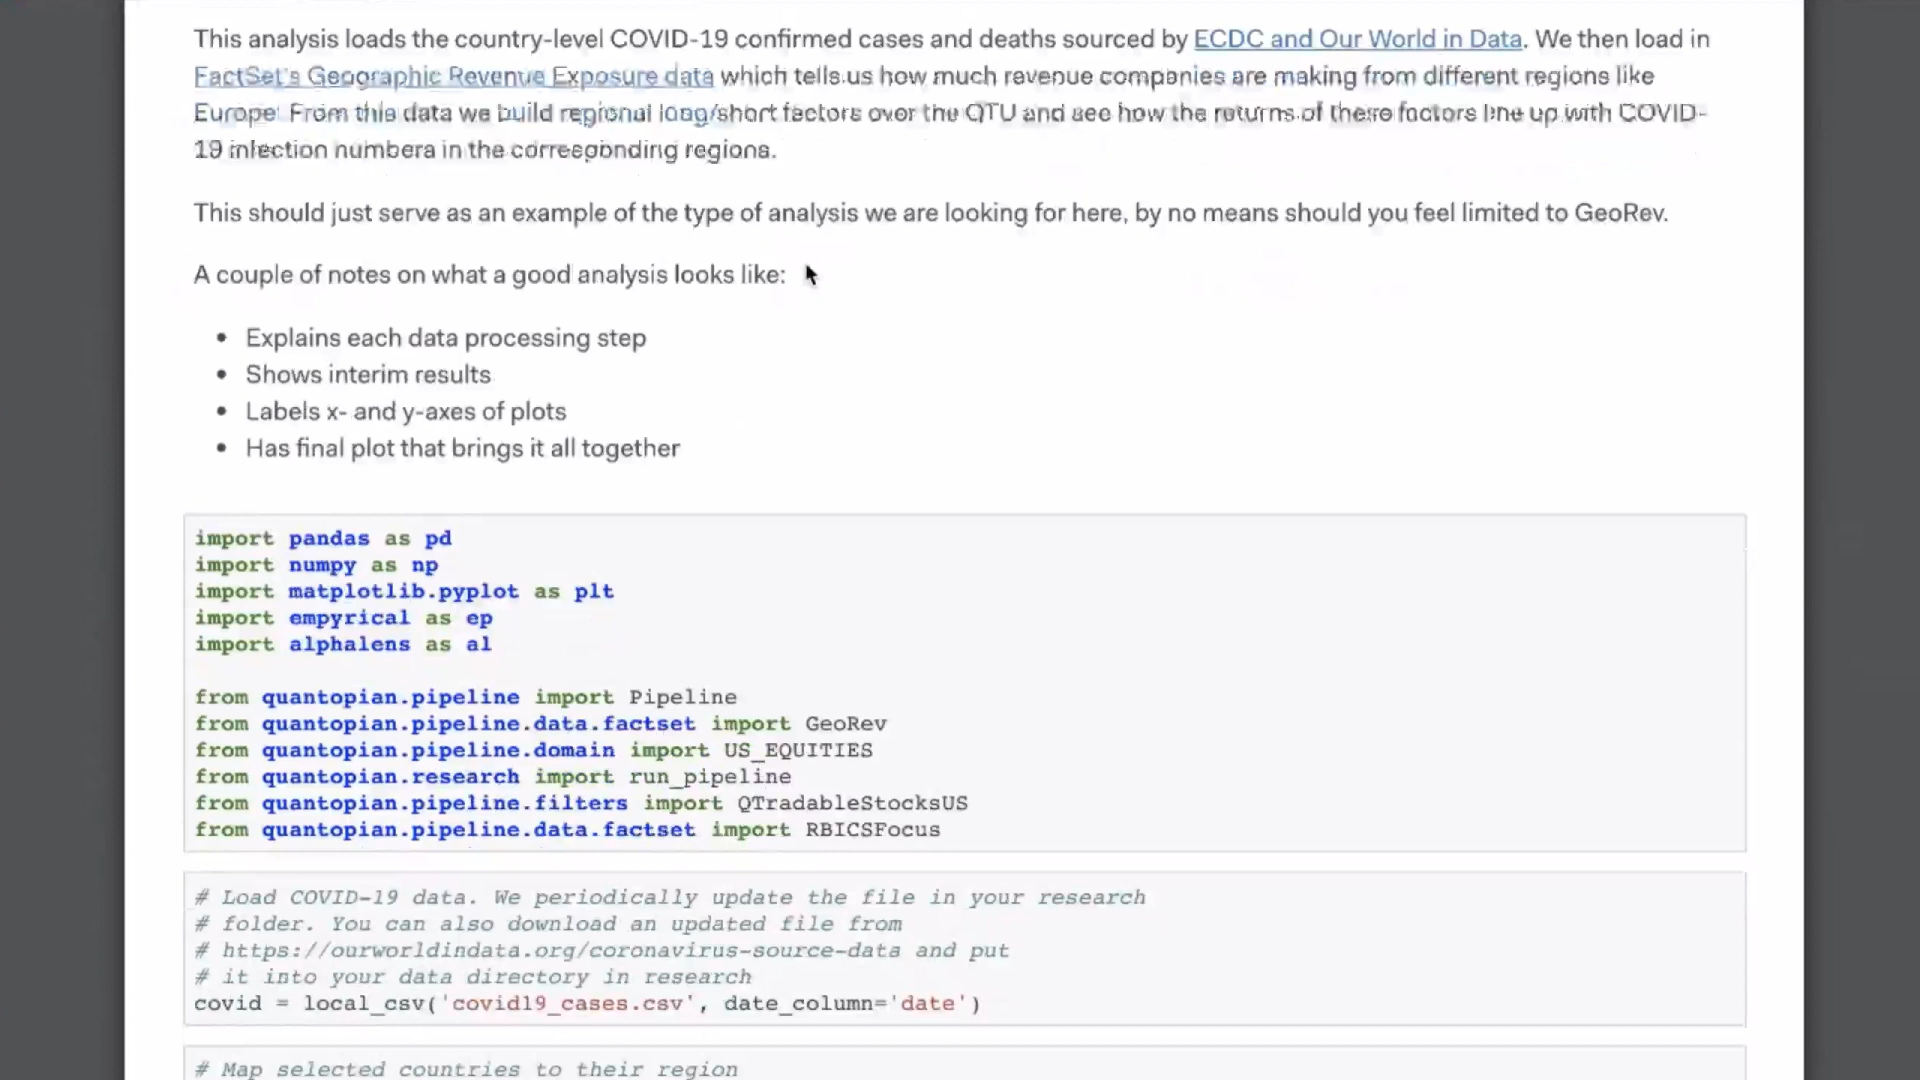 This analysis loads the country-level COVID-19 confirmed cases and deaths sourced by ECDC and Our World in Data. We then load in
FactSet's Geographic Revenue Exposure data which tells us how much revenue companies are making from different regions like
Europe. From this data we build regional long/short factors over the QTU and see how the returns of these factors line up with COVID-
19 infection numbers in the corresponding regions.
This should just serve as an example of the type of analysis we are looking for here, by no means should you feel limited to GeoRev.
A couple of notes on what a good analysis looks like:
• Explains each data processing step
• Shows interim results
• Labels x- and y-axes of plots
• Has final plot that brings it all together
import pandas as pd
import numpy as np
import matplotlib.pyplot as plt
import empyrical as ep
import alphalens as al
from quantopian.pipeline import Pipeline
from quantopian.pipeline.data.factset import GeoRev
from quantopian.pipeline.domain import US_EQUITIES
from quantopian.research import run_pipeline
from quantopian.pipeline.filters import QTradableStocksUS
from quantopian.pipeline.data.factset import RBICSFocus
# Load COVID-19 data. We periodically update the file in your research
# folder. You can also download an updated file from
# https://ourworldindata.org/coronavirus-source-data and put
# it into your data directory in research
covid = local_csv('covid19_cases.csv', date_column='date')
# Map selected countries to their region